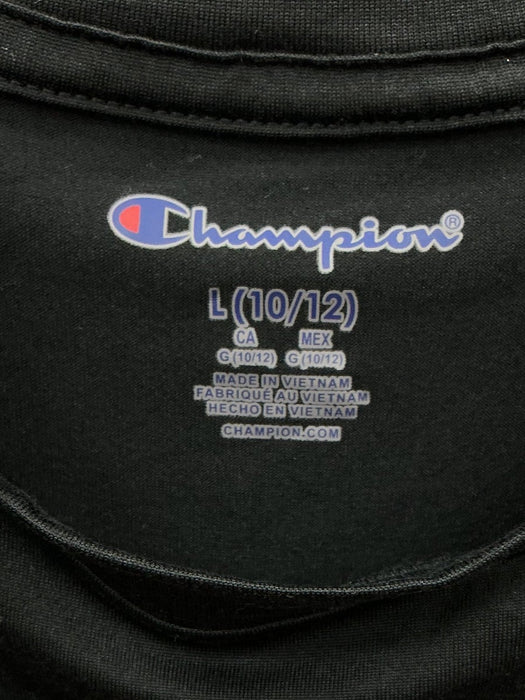 Champion®
L (10/12)
CA MEX
G (10/12) G (10/12)
MADE IN VIETNAM
FABRIQUÉ AU VIETNAM
HECHO EN VIETNAM
CHAMPION.COM